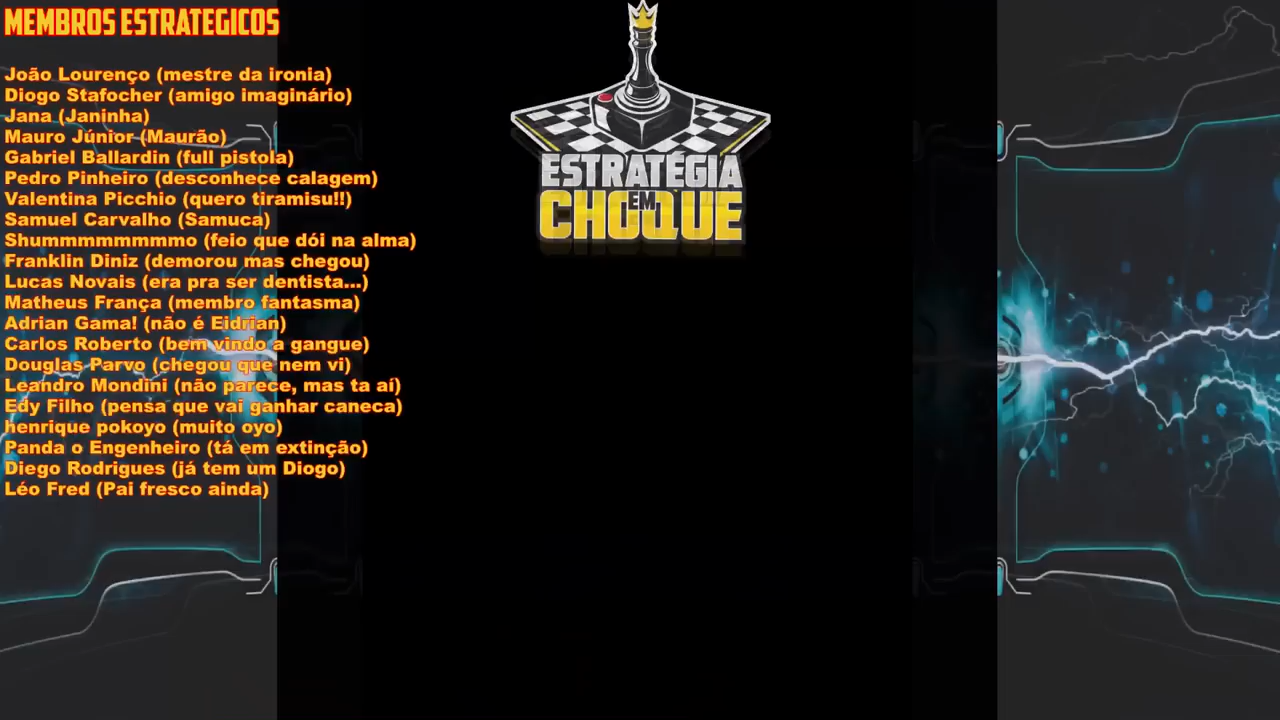 MEMBROS ESTRATEGICOS
João Lourenço (mestre da ironia)
Diogo Stafocher (amigo imaginário)
Jana (Janinha)
Mauro Júnior (Maurão)
Gabriel Ballardin (full pistola)
Pedro Pinheiro (desconhece calagem)
Valentina Picchio (quero tiramisu!!)
Samuel Carvalho (Samuca)
Shummmmmmmmo (feio que dói na alma)
Franklin Diniz (demorou mas chegou)
Lucas Novais (era pra ser dentista...)
Matheus França (membro fantasma)
Adrian Gama! (não é Eidrian)
Carlos Roberto (bem vindo a gangue)
Douglas Parvo (chegou que nem vi)
Leandro Mondini (não parece, mas ta aí)
Edy Filho (pensa que vai ganhar caneca)
henrique pokoyo (muito oyo)
Panda o Engenheiro (tá em extinção)
Diego Rodrigues (já tem um Diogo)
Léo Fred (Pai fresco ainda)
ESTRATÉGIA
EM
CHOQUE